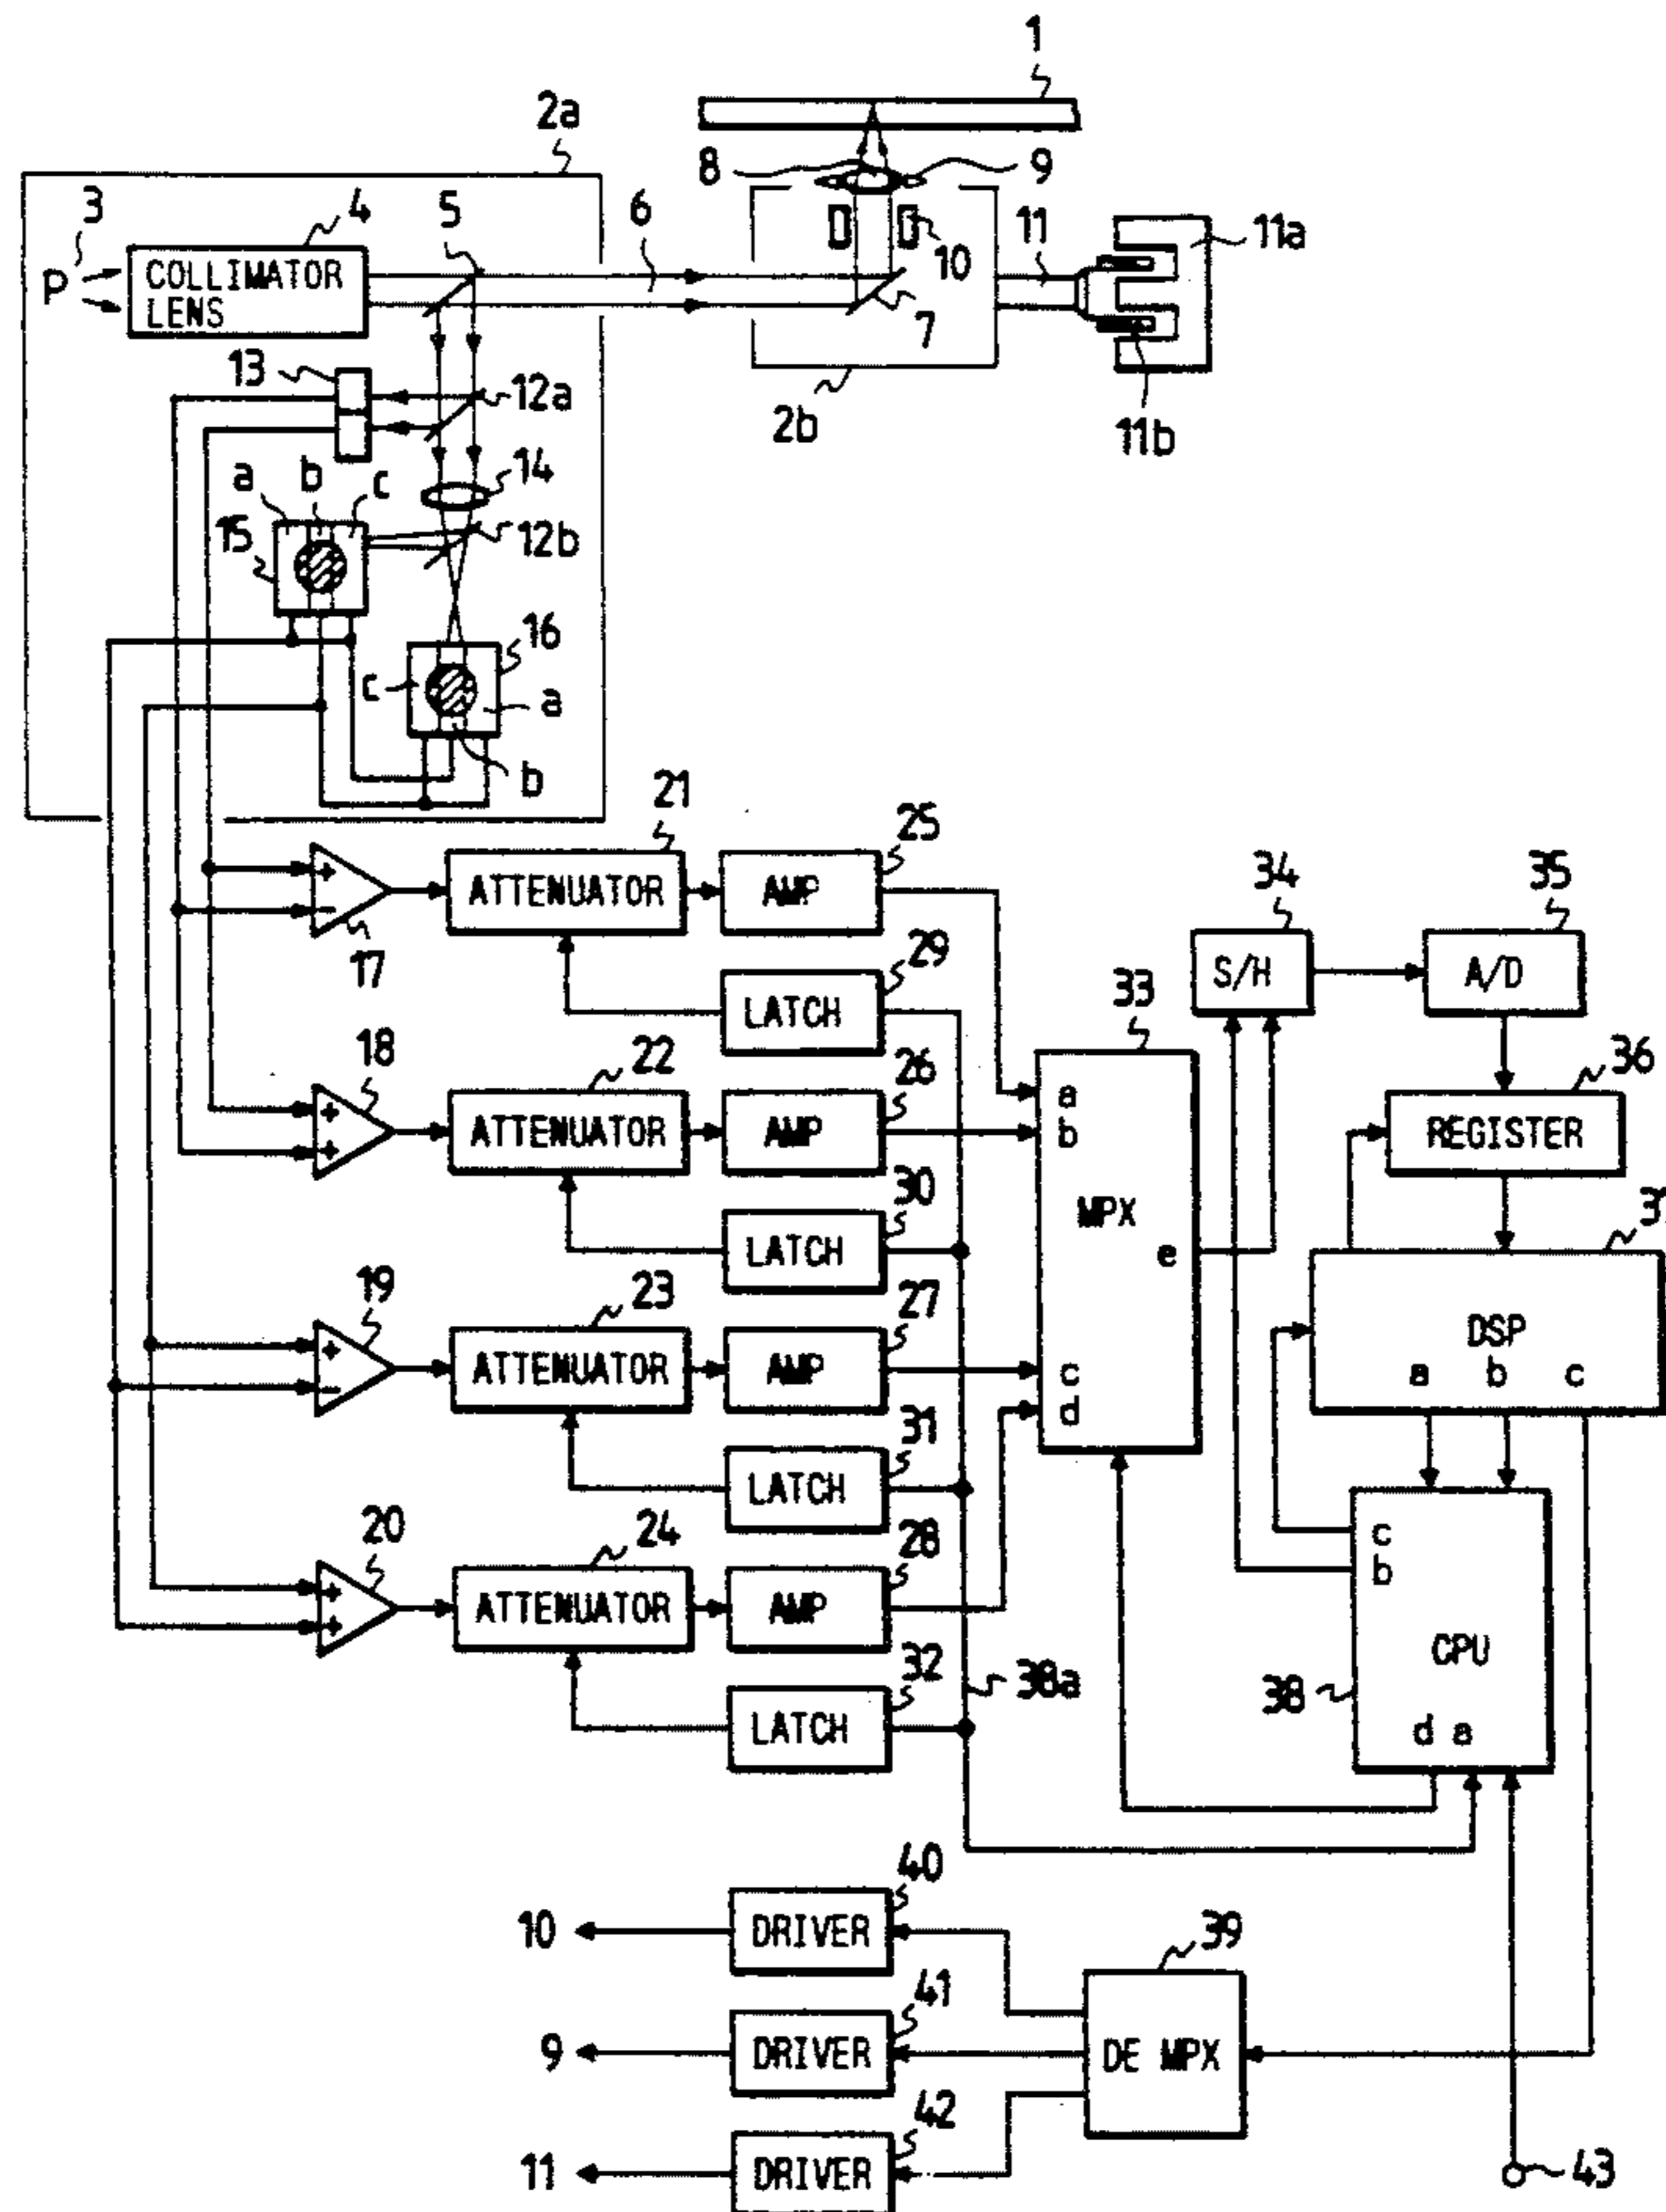 1
2a
3
4
5
6
8
9
P
COLLIMATOR
LENS
10
11
11a
7
13
12a
2b
11b
a
b
c
14
15
12b
16
c
a
b
21
25
+
-
ATTENUATOR
AMP
34
35
17
29
S/H
A/D
LATCH
33
18
22
26
36
+
+
ATTENUATOR
AMP
a
b
REGISTER
30
MPX
LATCH
e
19
23
27
+
-
ATTENUATOR
AMP
c
d
DSP
a b c
31
LATCH
20
24
28
c
b
+
+
ATTENUATOR
AMP
CPU
32
38a
38
LATCH
d a
40
10
DRIVER
39
41
9
DRIVER
DE MPX
42
11
DRIVER
43